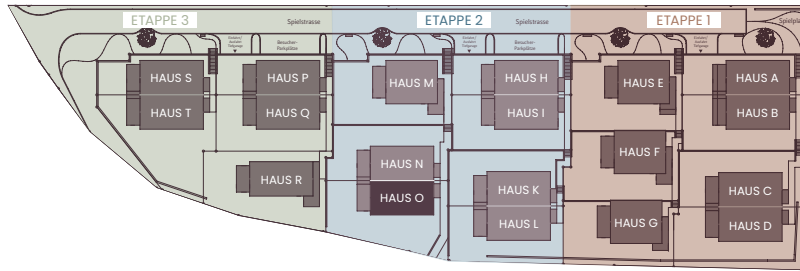 ETAPPE 3
Spielstrasse
ETAPPE 2
Spielstrasse
ETAPPE 1
Spielpla
Besucher-
Parkplätze
Besucher-
Parkplätze
HAUS S
HAUS P
HAUS M
HAUS H
HAUS E
HAUS A
HAUS T
HAUS Q
HAUS I
HAUS B
HAUS N
HAUS F
HAUS R
HAUS O
HAUS K
HAUS C
HAUS L
HAUS G
HAUS D